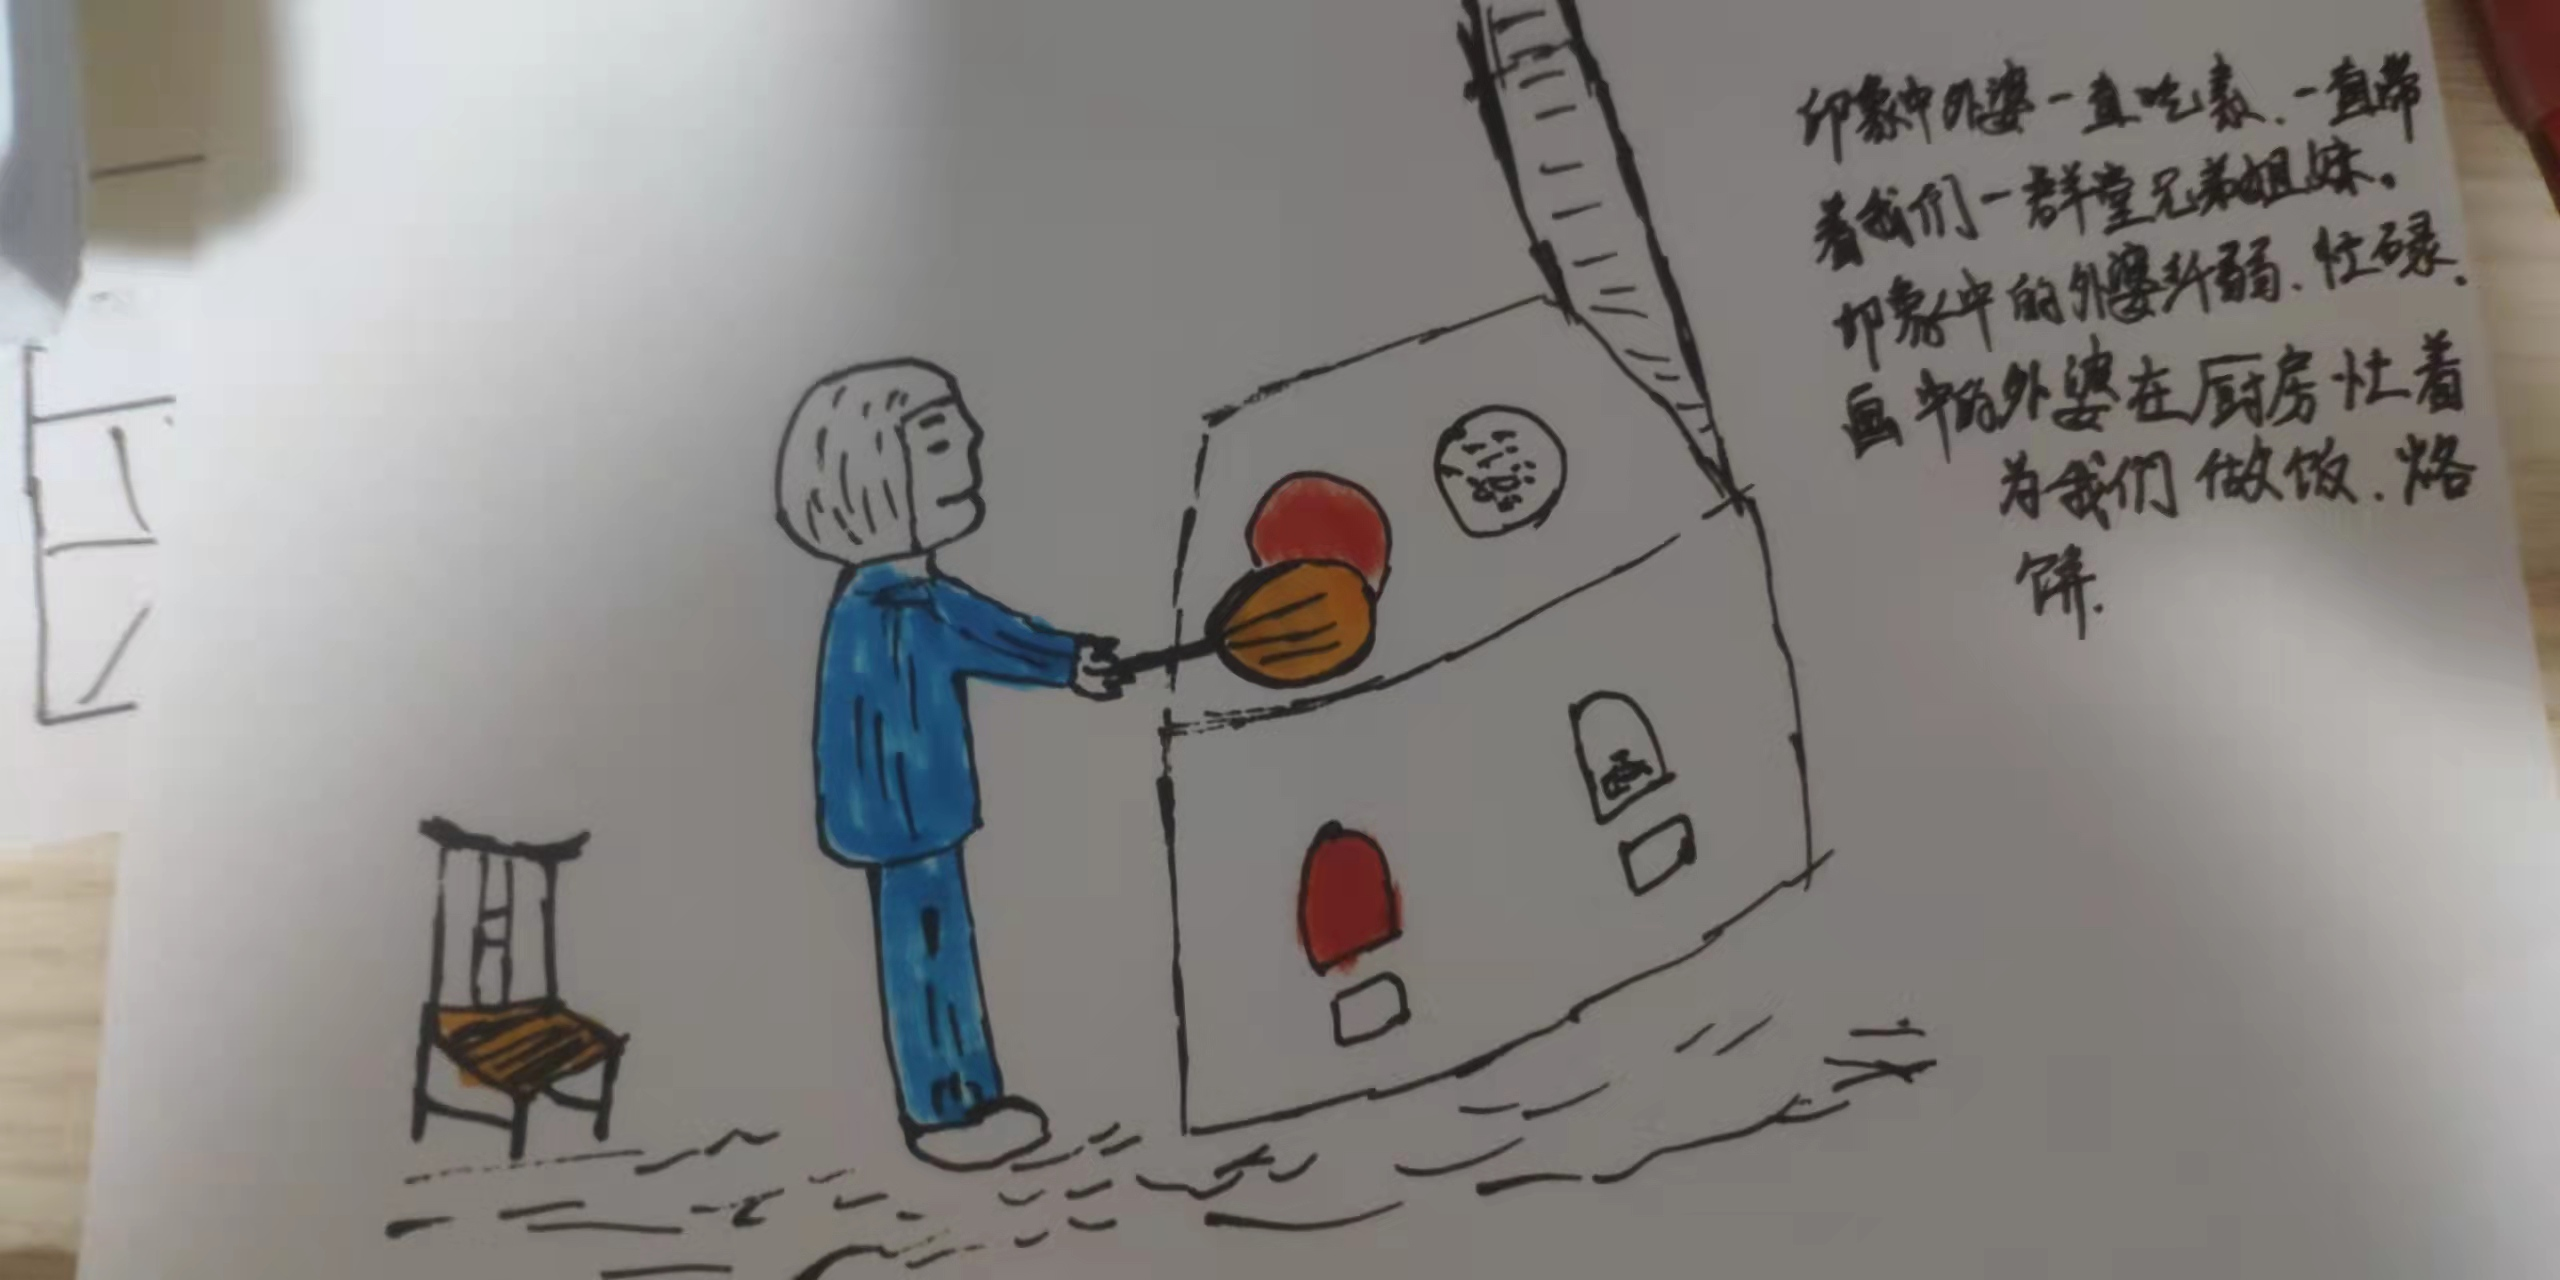 印象中外婆一直吃素.一直带
着我们一群堂兄弟姐妹。
印象中的外婆纤弱.忙碌.
画中的外婆在厨房忙着
为我们做饭.烙
饼.